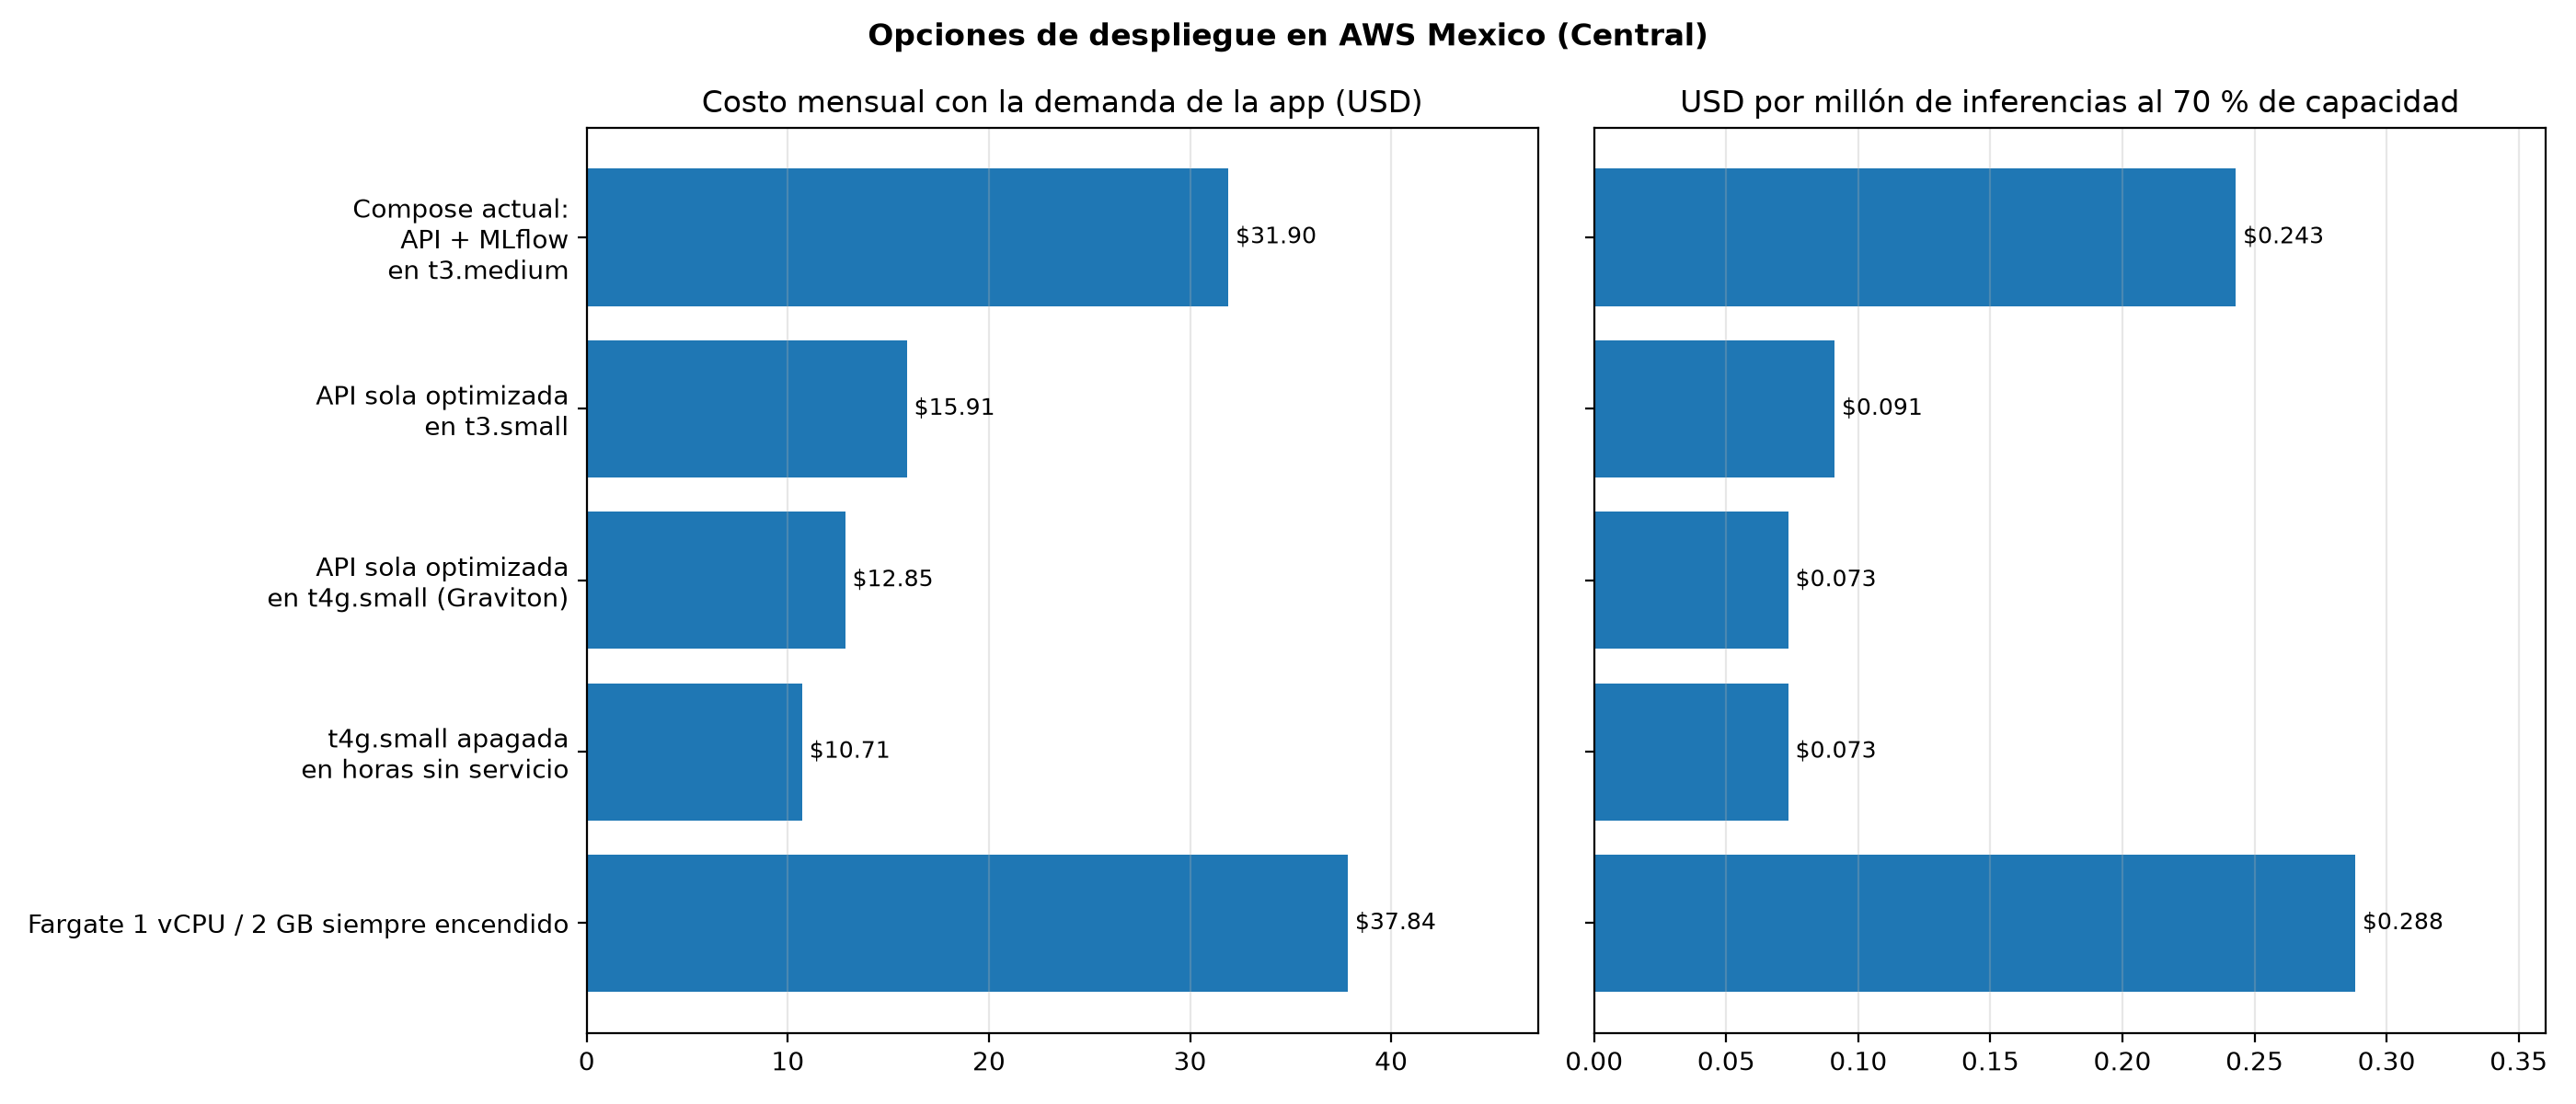 Opciones de despliegue en AWS Mexico (Central)
Costo mensual con la demanda de la app (USD)
Compose actual:
API + MLflow
en t3.medium
$31.90
API sola optimizada
en t3.small
$15.91
API sola optimizada
en t4g.small (Graviton)
$12.85
t4g.small apagada
en horas sin servicio
$10.71
Fargate 1 vCPU / 2 GB siempre encendido
$37.84
0 10 20 30 40
USD por millón de inferencias al 70 % de capacidad
$0.243
$0.091
$0.073
$0.073
$0.288
0.00 0.05 0.10 0.15 0.20 0.25 0.30 0.35